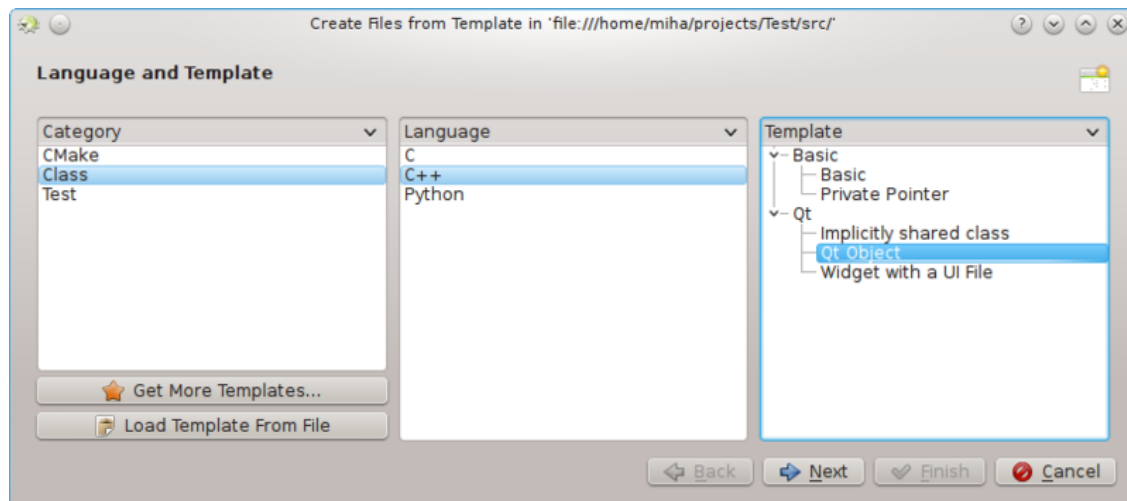 Create Files from Template in 'file:///home/miha/projects/Test/src/'
Language and Template
Category
CMake
Class
Test
Get More Templates...
Load Template From File
Language
C
C++
Python
Template
Basic
Basic
Private Pointer
Qt
Implicitly shared class
Qt Object
Widget with a UI File
Back
Next
Finish
Cancel